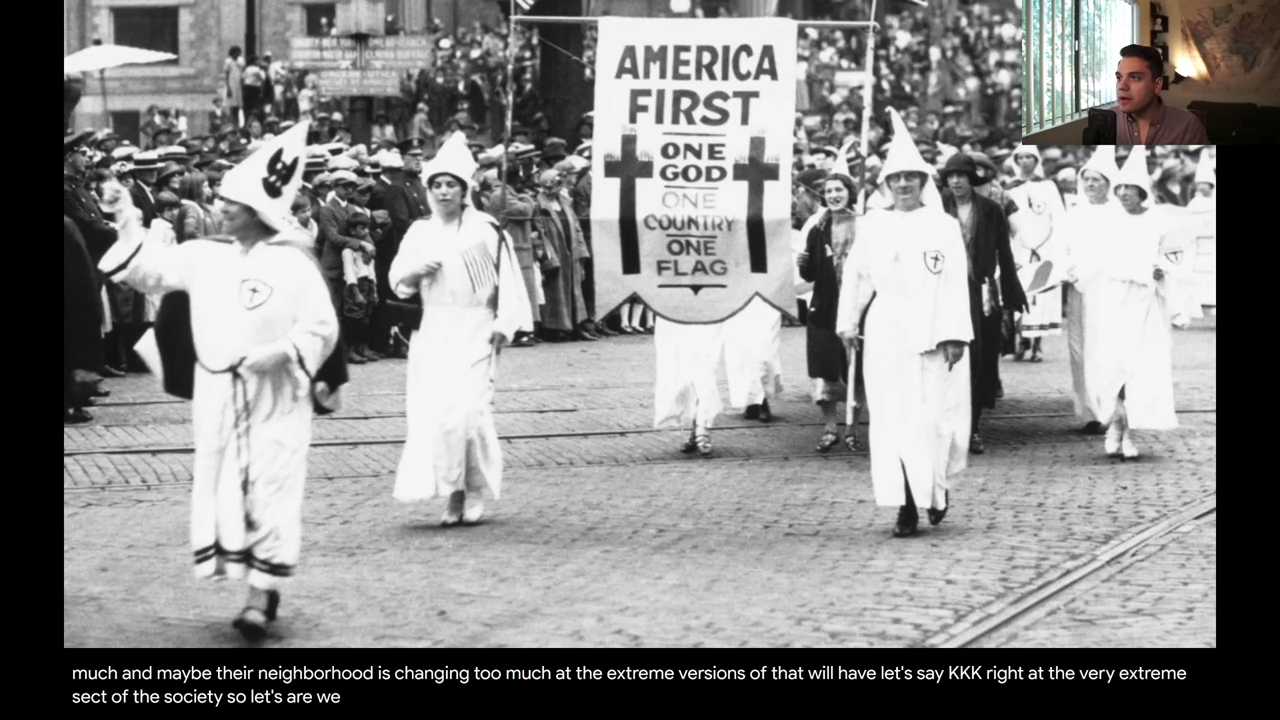 AMERICA
FIRST
ONE
GOD
ONE
COUNTRY
ONE
FLAG
much and maybe their neighborhood is changing too much at the extreme versions of that will have let's say KKK right at the very extreme
sect of the society so let's are we